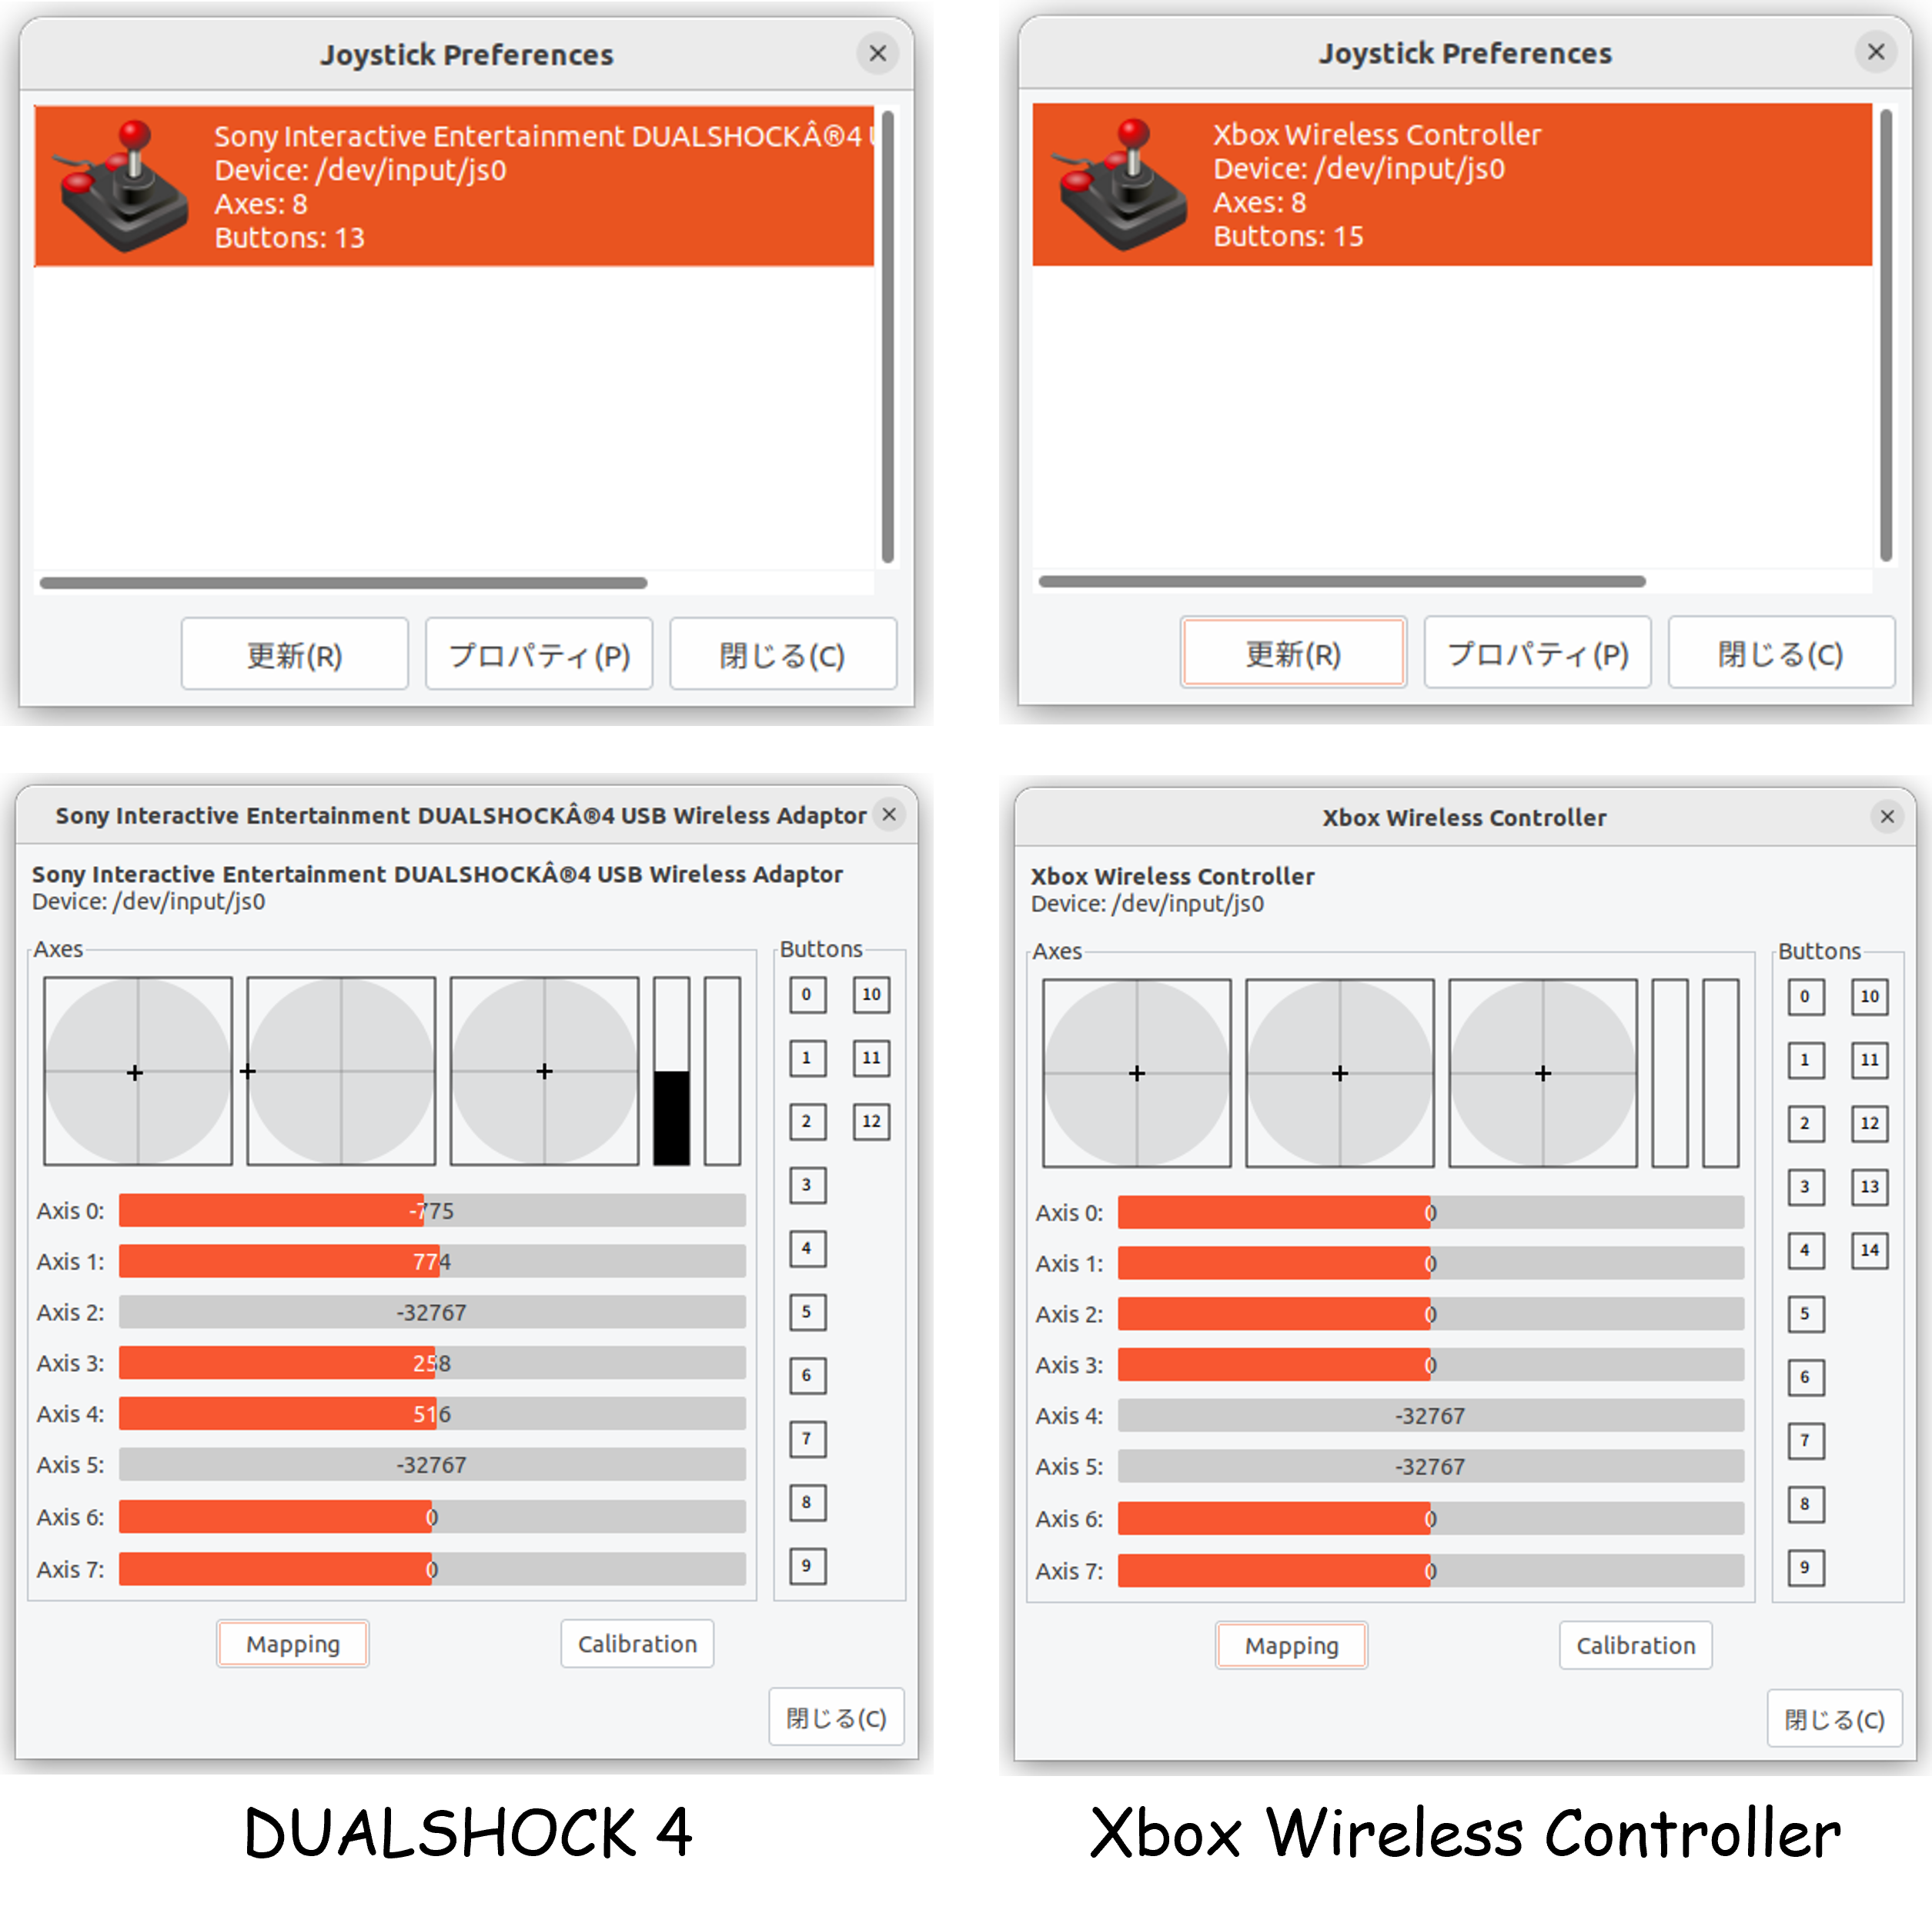 Joystick Preferences
Sony Interactive Entertainment DUALSHOCKÂ®4
Device: /dev/input/js0
Axes: 8
Buttons: 13
更新(R)
プロパティ(P)
閉じる(C)
Joystick Preferences
Xbox Wireless Controller
Device: /dev/input/js0
Axes: 8
Buttons: 15
更新(R)
プロパティ(P)
閉じる(C)
Sony Interactive Entertainment DUALSHOCKÂ®4 USB Wireless Adaptor
Sony Interactive Entertainment DUALSHOCKÂ®4 USB Wireless Adaptor
Device: /dev/input/js0
Axes
Axis 0: -775
Axis 1: 774
Axis 2: -32767
Axis 3: 258
Axis 4: 516
Axis 5: -32767
Axis 6: 0
Axis 7: 0
Buttons
0 10
1 11
2 12
3
4
5
6
7
8
9
Mapping
Calibration
閉じる(C)
Xbox Wireless Controller
Xbox Wireless Controller
Device: /dev/input/js0
Axes
Axis 0: 0
Axis 1: 0
Axis 2: 0
Axis 3: 0
Axis 4: -32767
Axis 5: -32767
Axis 6: 0
Axis 7: 0
Buttons
0 10
1 11
2 12
3 13
4 14
5
6
7
8
9
Mapping
Calibration
閉じる(C)
DUALSHOCK 4
Xbox Wireless Controller